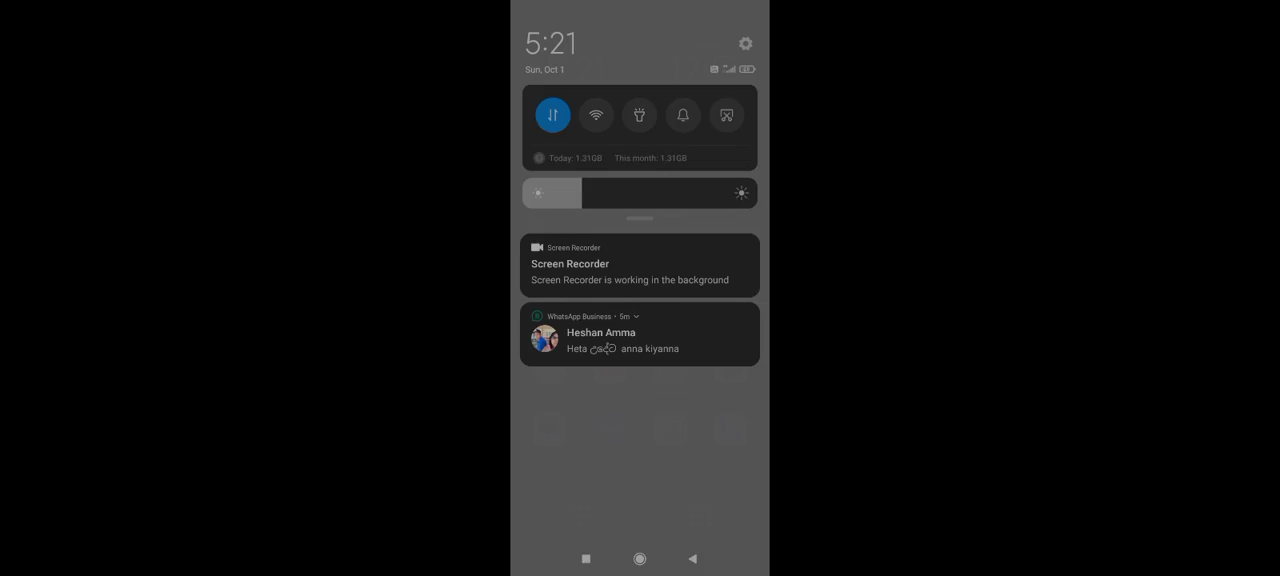 5:21
Sun, Oct 1
Today: 1.31GB This month: 1.31GB
Screen Recorder
Screen Recorder
Screen Recorder is working in the background
WhatsApp Business • 5m
Heshan Amma
Heta උදේට anna kiyanna